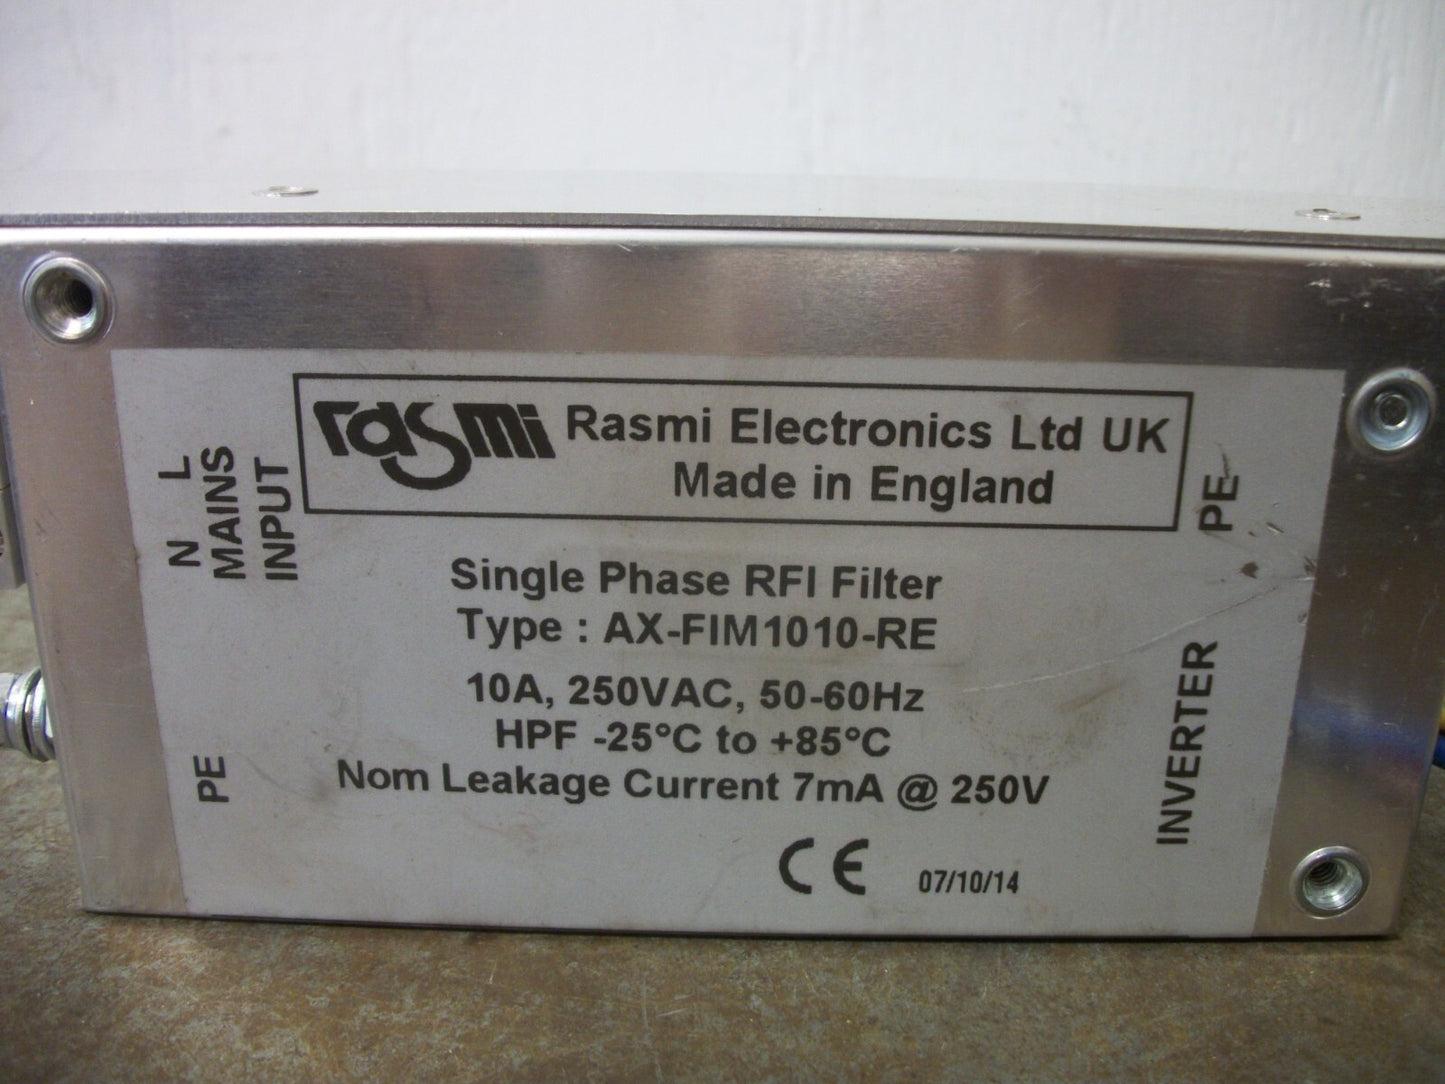 rasmi Rasmi Electronics Ltd UK
Made in England
N L
MAINS
INPUT
PE
Single Phase RFI Filter
Type : AX-FIM1010-RE
10A, 250VAC, 50-60Hz
HPF -25°C to +85°C
Nom Leakage Current 7mA @ 250V
CE 07/10/14
PE
INVERTER